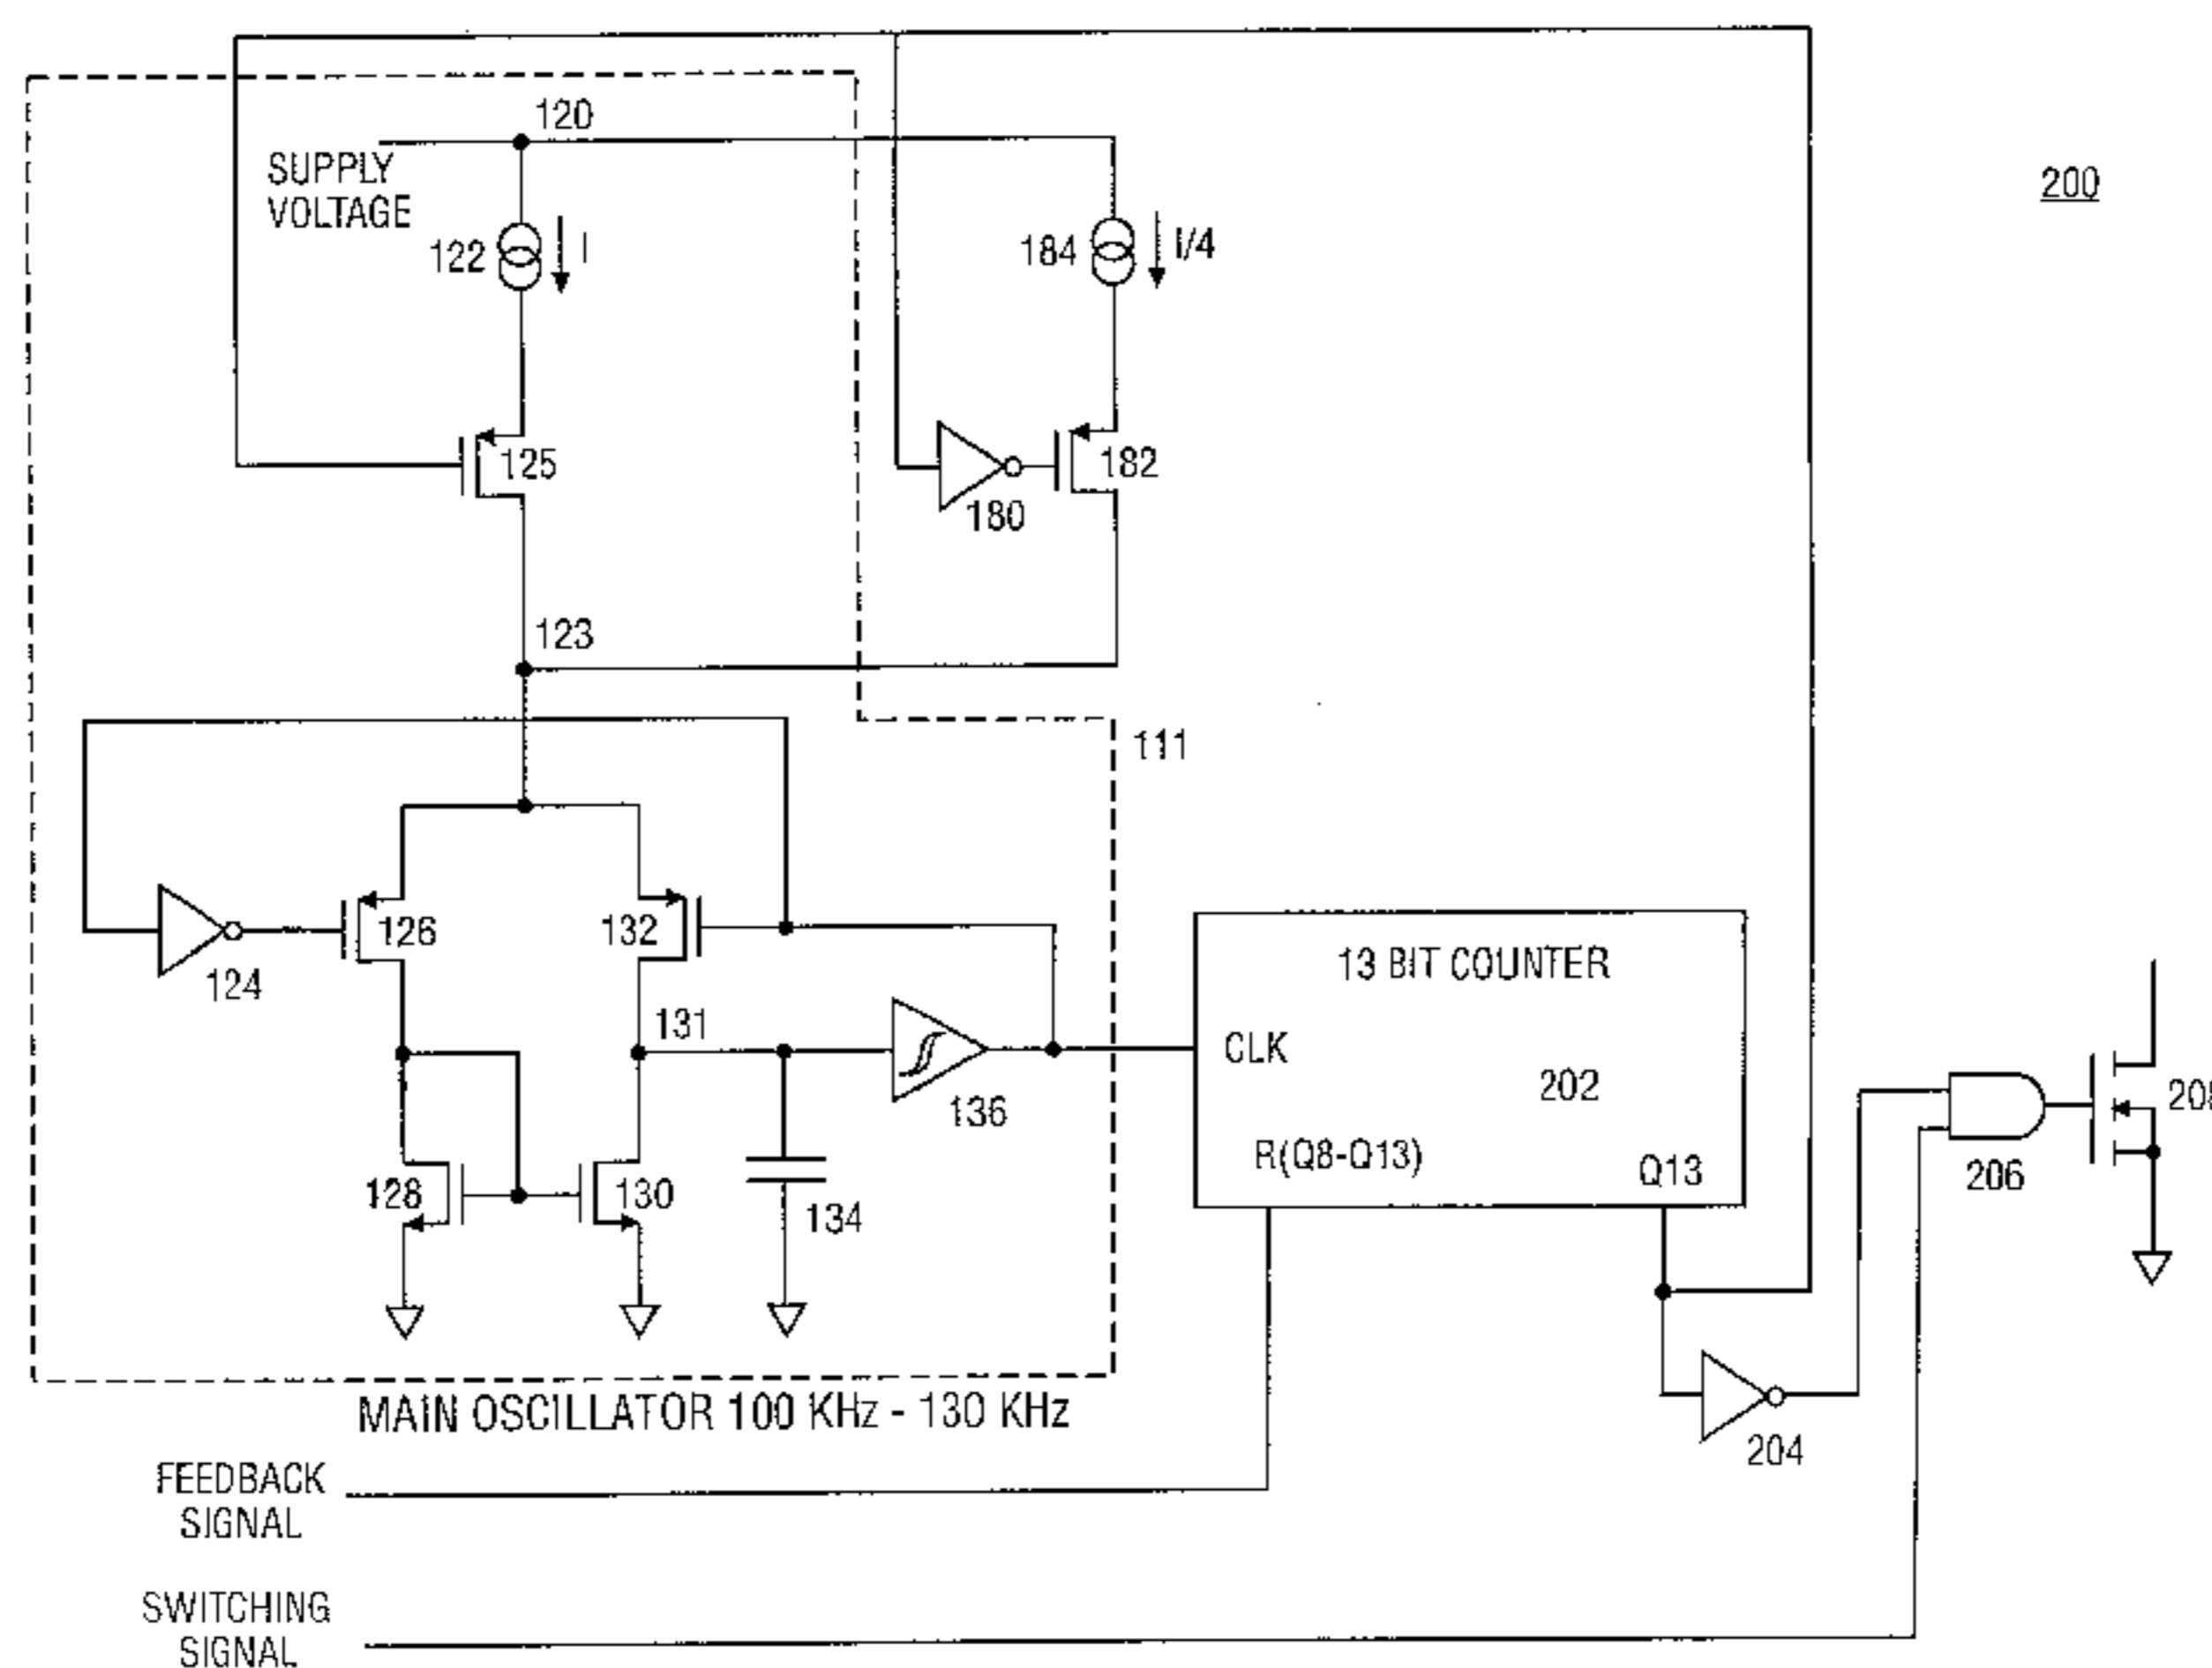 120
SUPPLY
VOLTAGE
200
122
I
184
I/4
125
182
180
123
111
126
132
124
13 BIT COUNTER
131
CLK
202
136
R(Q8-Q13)
Q13
206
128
130
134
204
MAIN OSCILLATOR 100 KHz - 130 KHz
FEEDBACK
SIGNAL
SWITCHING
SIGNAL